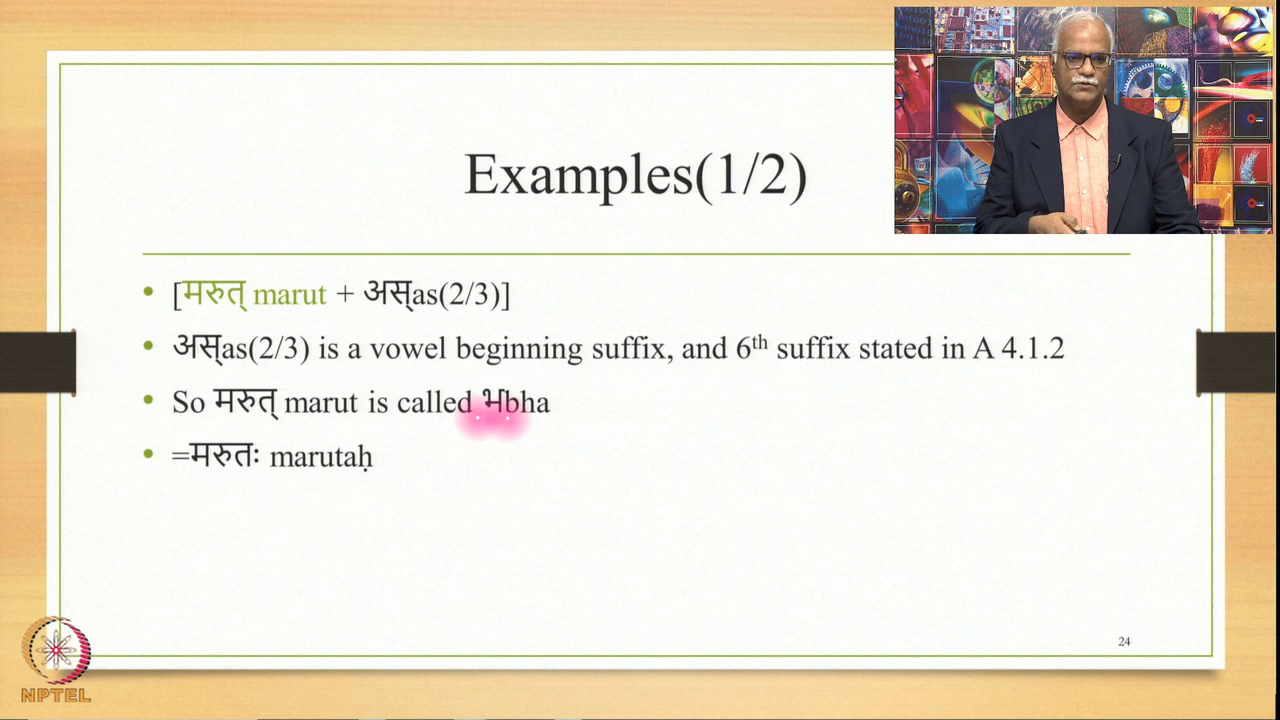 Examples(1/2)
• [मरुत् marut + अस्as(2/3)]
• अस्as(2/3) is a vowel beginning suffix, and 6th suffix stated in A 4.1.2
• So मरुत् marut is called भbha
• =मरुतः marutaḥ
24
NPTEL